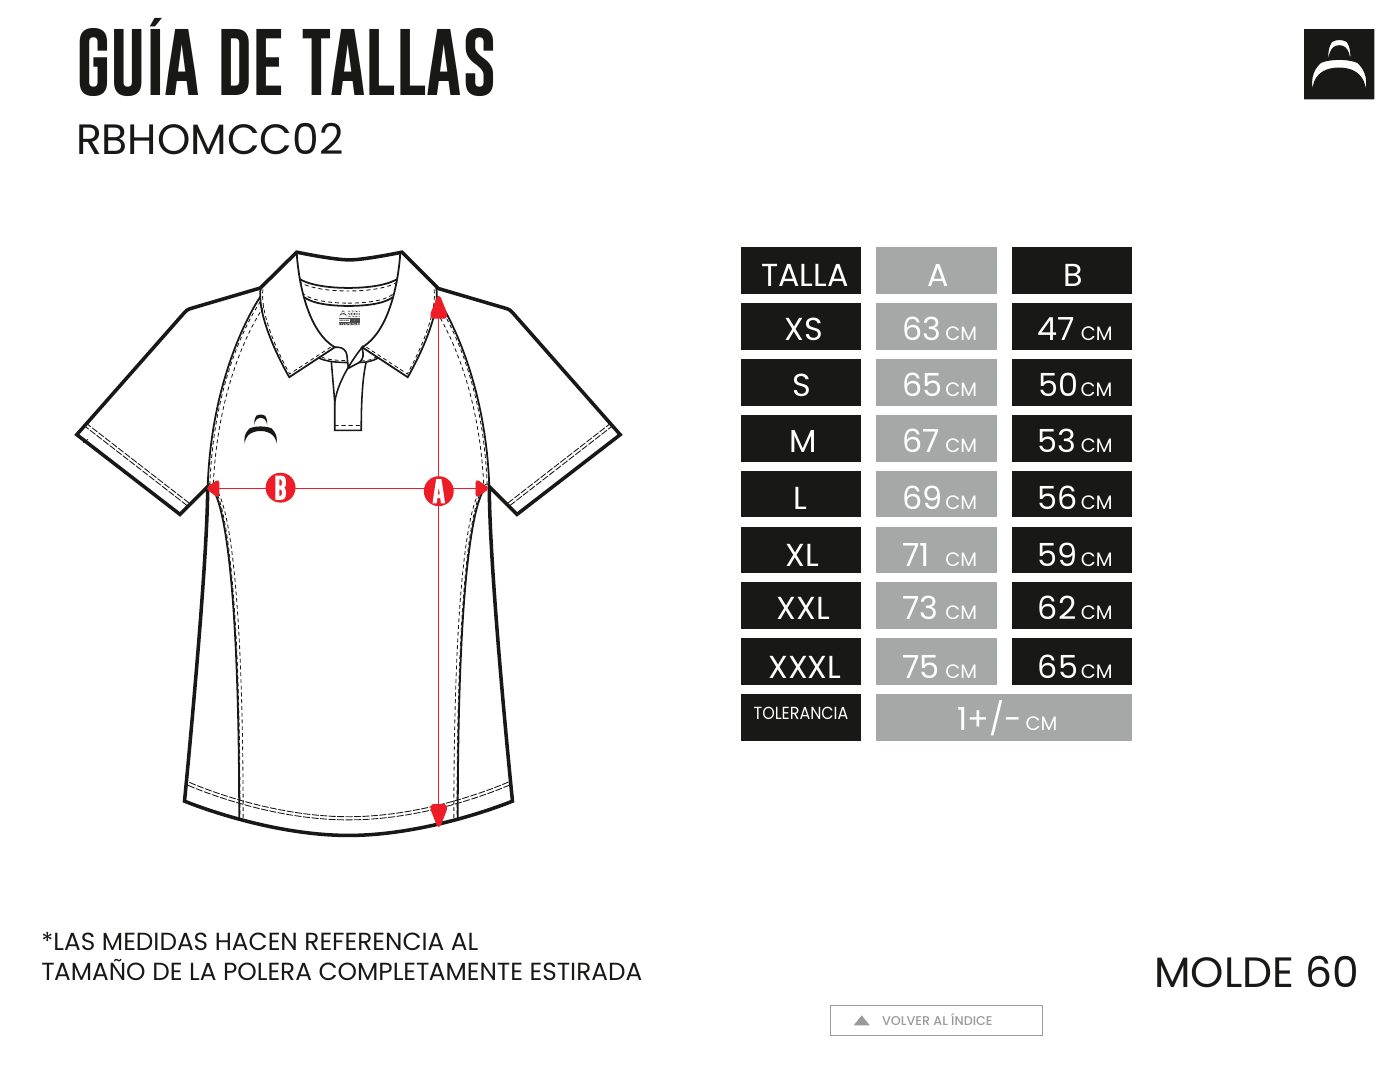 GUÍA DE TALLAS
RBHOMCC02
B
A
TALLA A B
XS 63 CM 47 CM
S 65 CM 50 CM
M 67 CM 53 CM
L 69 CM 56 CM
XL 71 CM 59 CM
XXL 73 CM 62 CM
XXXL 75 CM 65 CM
TOLERANCIA 1+/- CM
*LAS MEDIDAS HACEN REFERENCIA AL
TAMAÑO DE LA POLERA COMPLETAMENTE ESTIRADA
MOLDE 60
VOLVER AL ÍNDICE